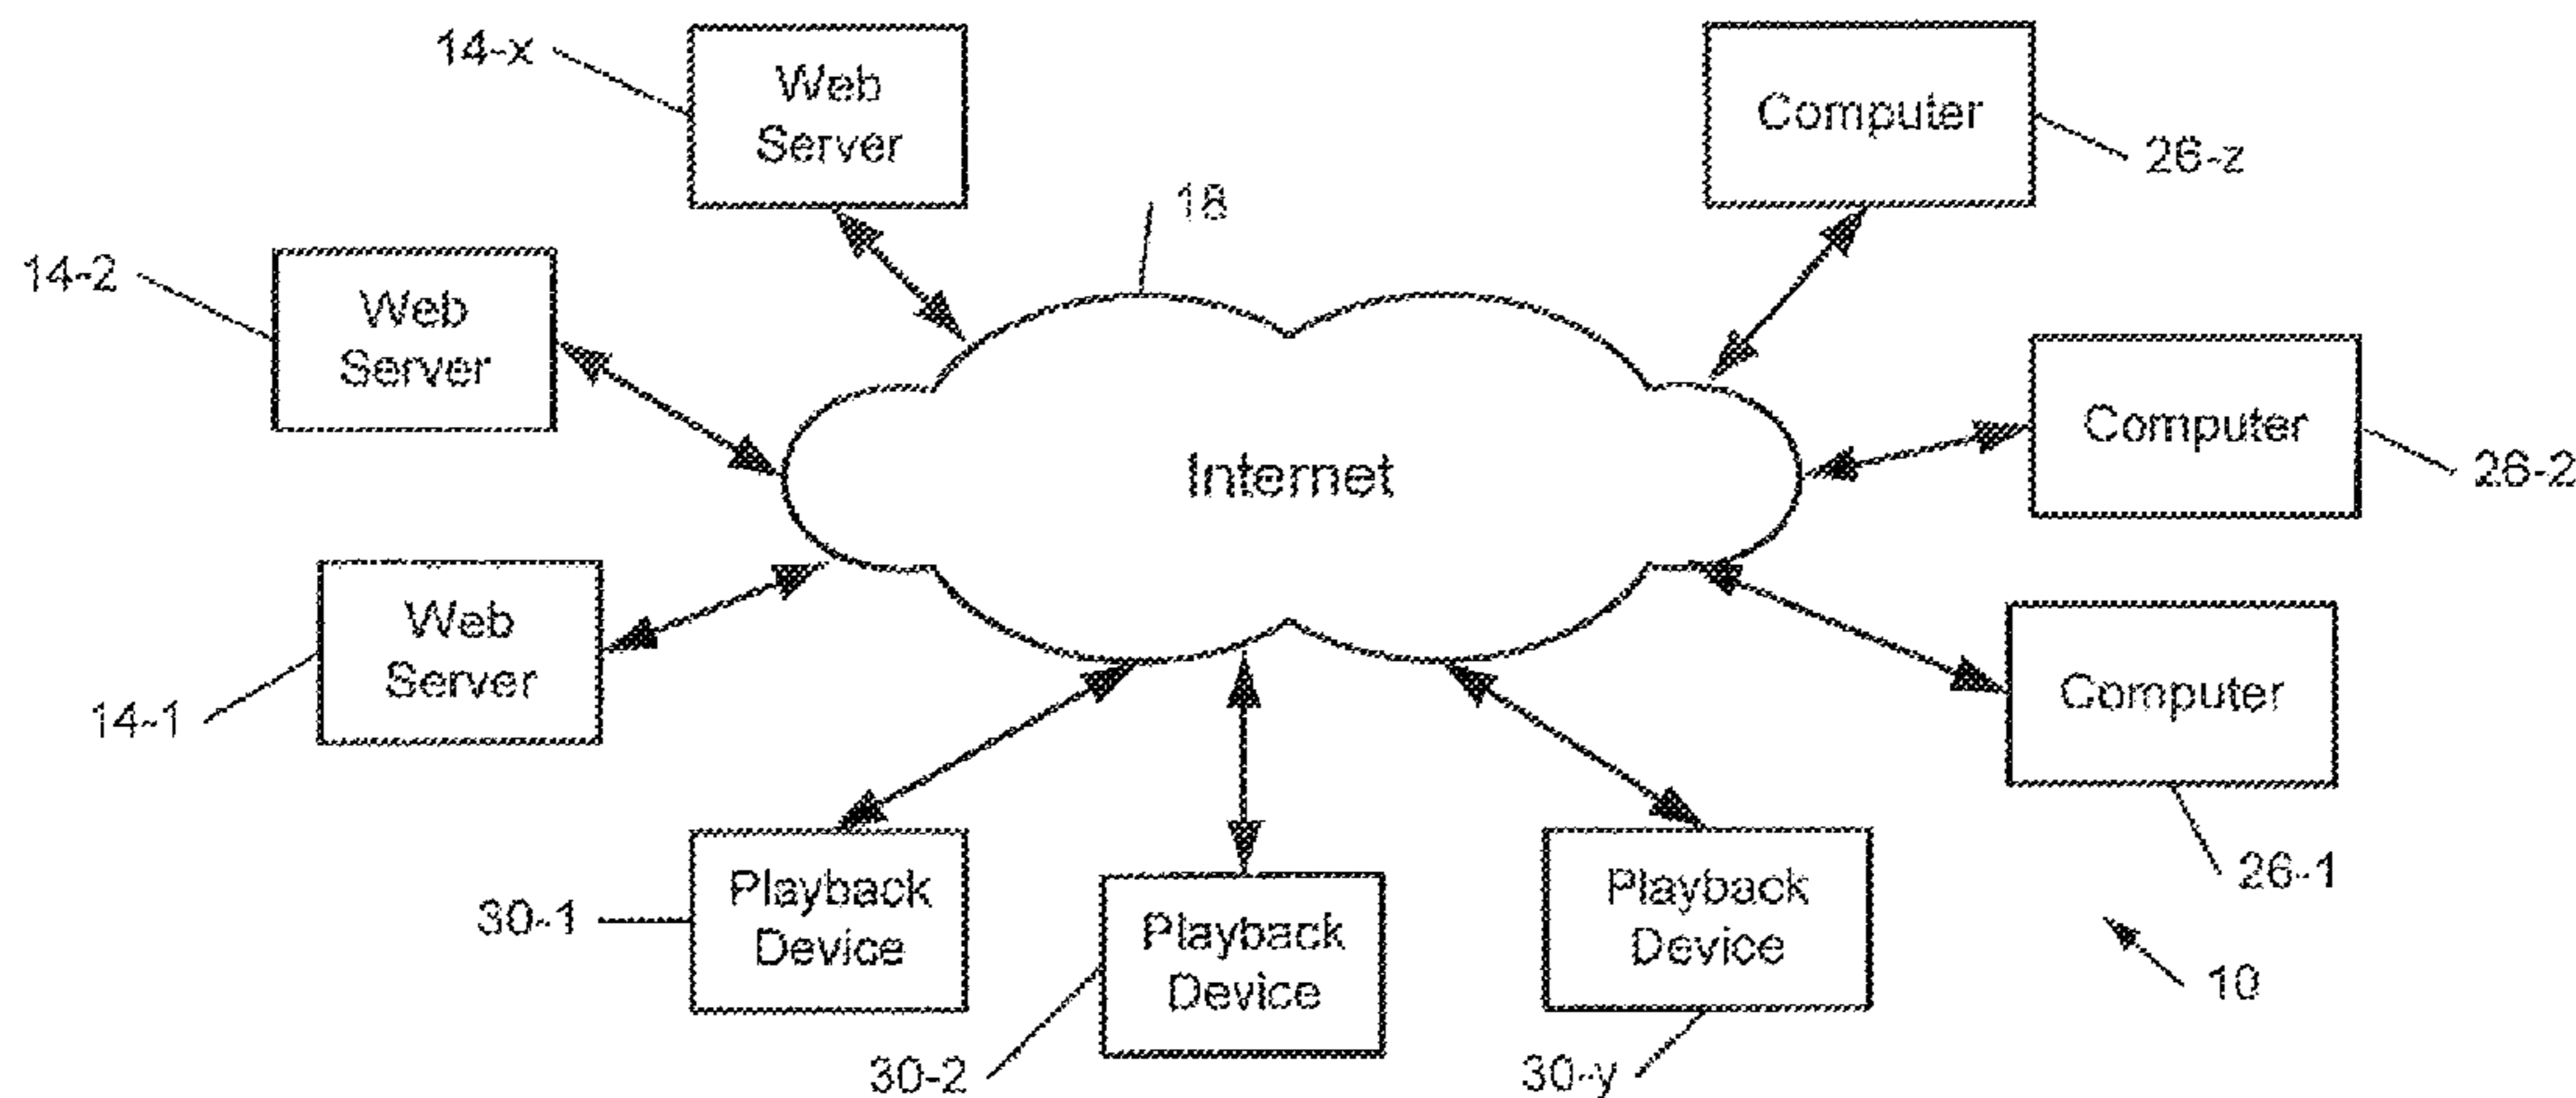 14-x
Web
Server
Computer
26-z
18
14-2
Web
Server
Computer
26-2
Internet
Web
Server
14-1
Computer
26-1
Playback
Device
30-1
Playback
Device
30-2
Playback
Device
30-y
10